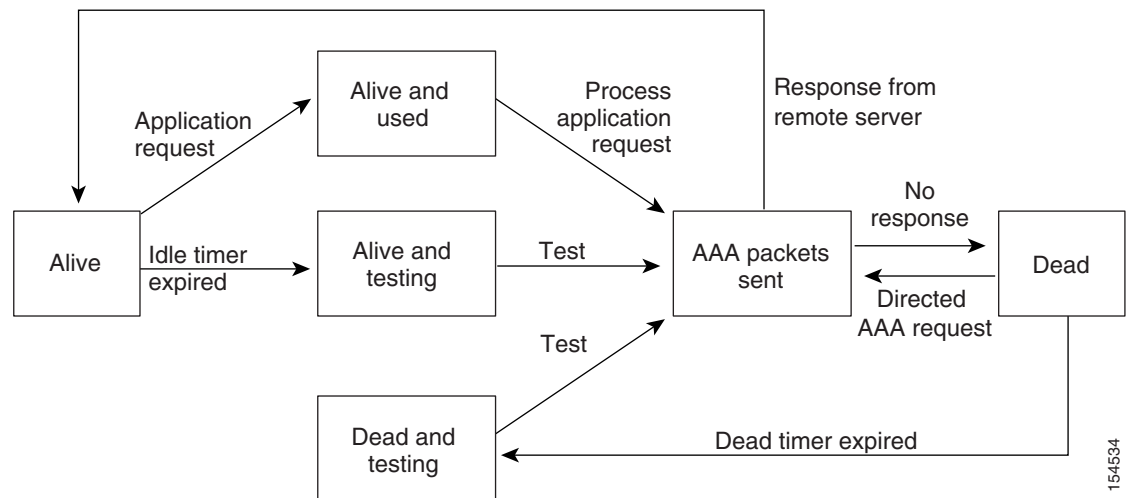 Alive and
used
Process
application
request
Response from
remote server
Application
request
No
response
Alive
Idle timer
expired
Alive and
testing
Test
AAA packets
sent
Dead
Directed
AAA request
Test
Dead and
testing
Dead timer expired
154534